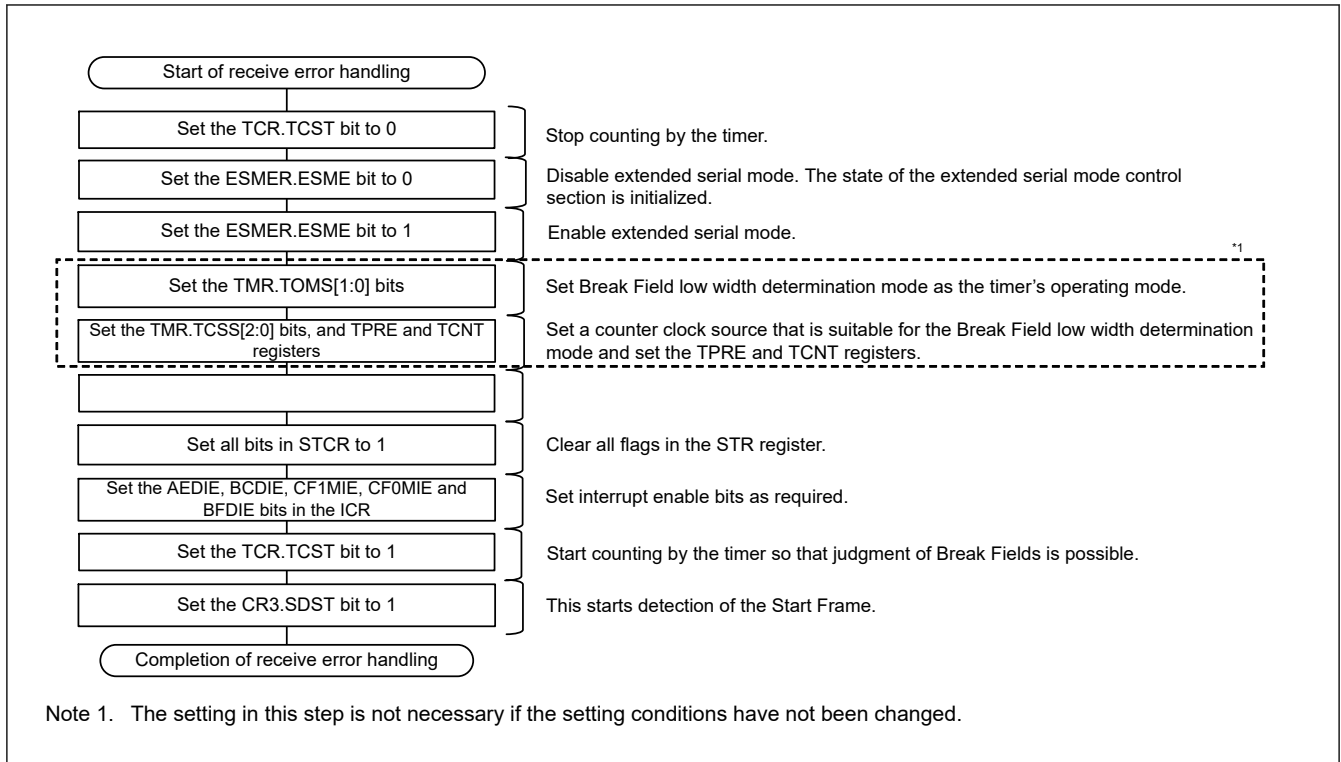 Start of receive error handling
Set the TCR.TCST bit to 0
Stop counting by the timer.
Set the ESMER.ESME bit to 0
Disable extended serial mode. The state of the extended serial mode control
section is initialized.
Set the ESMER.ESME bit to 1
Enable extended serial mode.
*1
Set the TMR.TOMS[1:0] bits
Set Break Field low width determination mode as the timer’s operating mode.
Set the TMR.TCSS[2:0] bits, and TPRE and TCNT
registers
Set a counter clock source that is suitable for the Break Field low width determination
mode and set the TPRE and TCNT registers.
Set all bits in STCR to 1
Clear all flags in the STR register.
Set the AEDIE, BCDIE, CF1MIE, CF0MIE and
BFDIE bits in the ICR
Set interrupt enable bits as required.
Set the TCR.TCST bit to 1
Start counting by the timer so that judgment of Break Fields is possible.
Set the CR3.SDST bit to 1
This starts detection of the Start Frame.
Completion of receive error handling
Note 1. The setting in this step is not necessary if the setting conditions have not been changed.